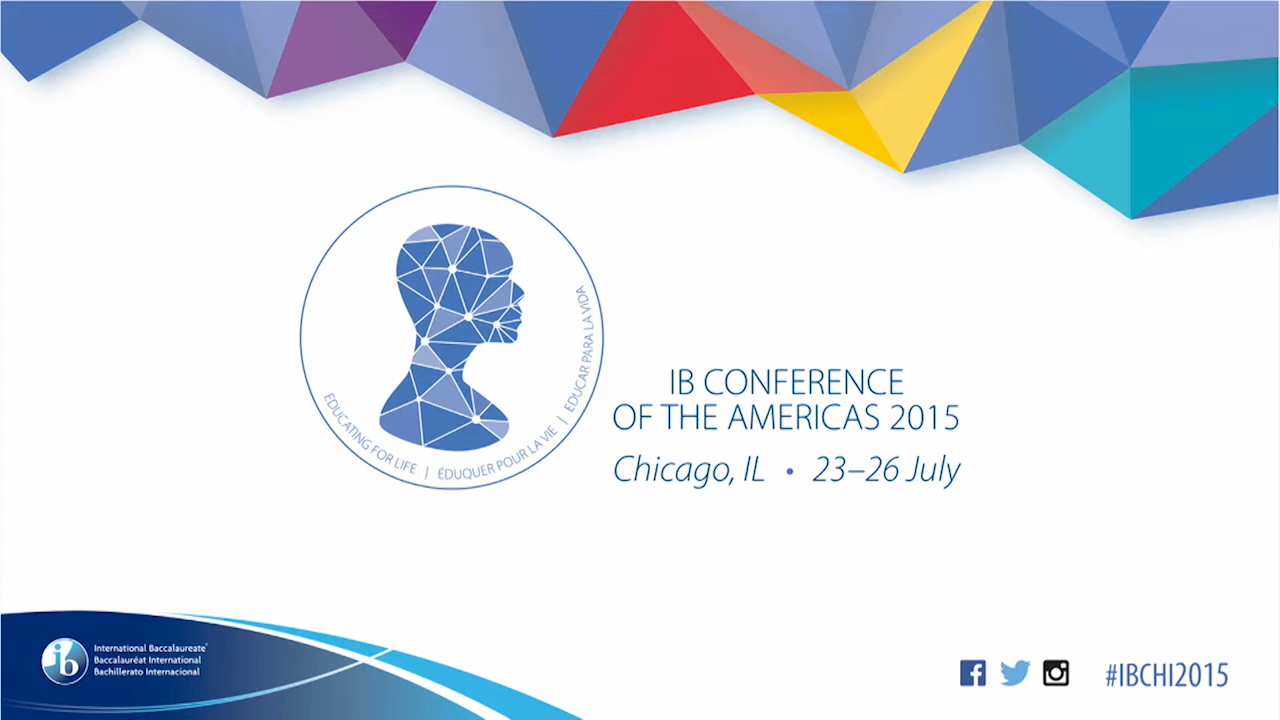 EDUCATING FOR LIFE | ÉDUQUER POUR LA VIE | EDUCAR PARA LA VIDA
IB CONFERENCE
OF THE AMERICAS 2015
Chicago, IL • 23–26 July
ib
International Baccalaureate®
Baccalauréat International
Bachillerato Internacional
#IBCHI2015